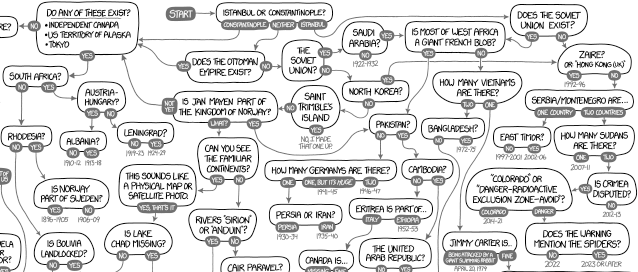 RE?
NO
DO ANY OF THESE EXIST?
• INDEPENDENT CANADA
• US TERRITORY OF ALASKA
• TOKYO
YES
START
ISTANBUL OR CONSTANTINOPLE?
CONSTANTINOPLE
NEITHER
ISTANBUL
DOES THE OTTOMAN
EMPIRE EXIST?
YES
NO
THE
SOVIET
UNION?
YES
NO
SAUDI
ARABIA?
YES
NO
1922-1932
IS MOST OF WEST AFRICA
A GIANT FRENCH BLOB?
YES
NO
DOES THE SOVIET
UNION EXIST?
YES
NO
ZAIRE?
OR "HONG KONG (UK)"
YES
NO
1992-96
SOUTH AFRICA?
NO
YES
AUSTRIA-
HUNGARY?
YES
NO
RHODESIA?
NO
YES
ALBANIA?
NO
YES
1910-12
1913-18
LENINGRAD?
NO
YES
1919-23
1924-29
IS JAN MAYEN PART OF
THE KINGDOM OF NORWAY?
NOT
YET
WHAT?
YES
SAINT
TRIMBLE'S
ISLAND
NO
YES
NO, I MADE
THAT ONE UP.
NORTH KOREA?
NO
YES
PAKISTAN?
NO
YES
HOW MANY VIETNAMS
ARE THERE?
TWO
ONE
BANGLADESH?
NO
YES
1972-75
SERBIA/MONTENEGRO ARE...
ONE COUNTRY
TWO COUNTRIES
EAST TIMOR?
NO
YES
1997-2001
2002-06
HOW MANY SUDANS
ARE THERE?
ONE
TWO
2007-11
IS CRIMEA
DISPUTED?
NO
YES
2012-13
"COLORADO" OR
"DANGER-RADIOACTIVE
EXCLUSION ZONE-AVOID"?
COLORADO
DANGER
2014-21
DOES THE WARNING
MENTION THE SPIDERS?
NO
YES
2022
2023 OR LATER
CAN YOU SEE
THE FAMILIAR
CONTINENTS?
YES
NO
THIS SOUNDS LIKE
A PHYSICAL MAP OR
SATELLITE PHOTO.
YES, THAT'S IT
IS LAKE
CHAD MISSING?
NO
YES
RIVERS "SIRION"
OR "ANDUIN"?
YES
NO
CAIR PARAVEL?
HOW MANY GERMANYS ARE THERE?
ONE
ONE, BUT IT'S HUGE
TWO
1941-45
1946-47
PERSIA OR IRAN?
PERSIA
IRAN
1930-34
1935-40
CAMBODIA?
YES
NO
ERITREA IS PART OF...
ITALY
ETHIOPIA
1952-53
CANADA IS...
THE UNITED
ARAB REPUBLIC?
JIMMY CARTER IS...
BEING ATTACKED BY A
GIANT SWIMMING RABBIT
FINE
APRIL 20, 1979
IS NORWAY
PART OF SWEDEN?
YES
NO
1896-1905
1906-09
IS BOLIVIA
LANDLOCKED?
NO
YES